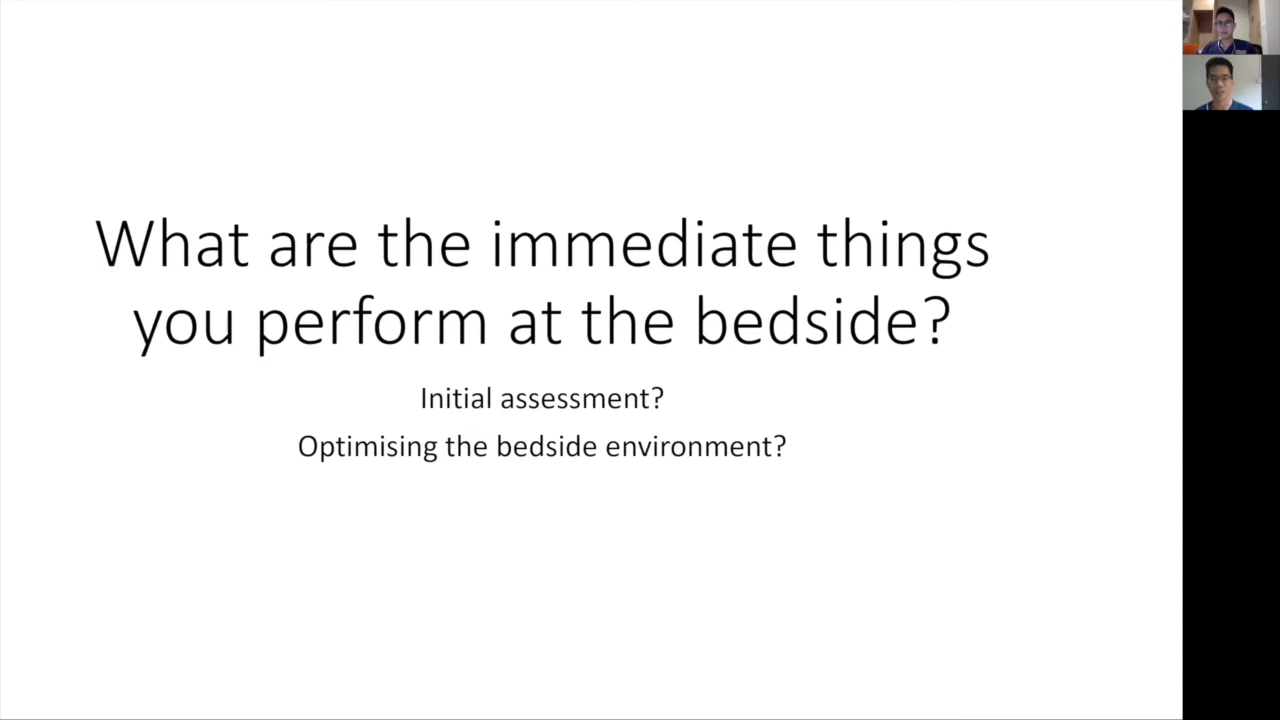 What are the immediate things
you perform at the bedside?
Initial assessment?
Optimising the bedside environment?